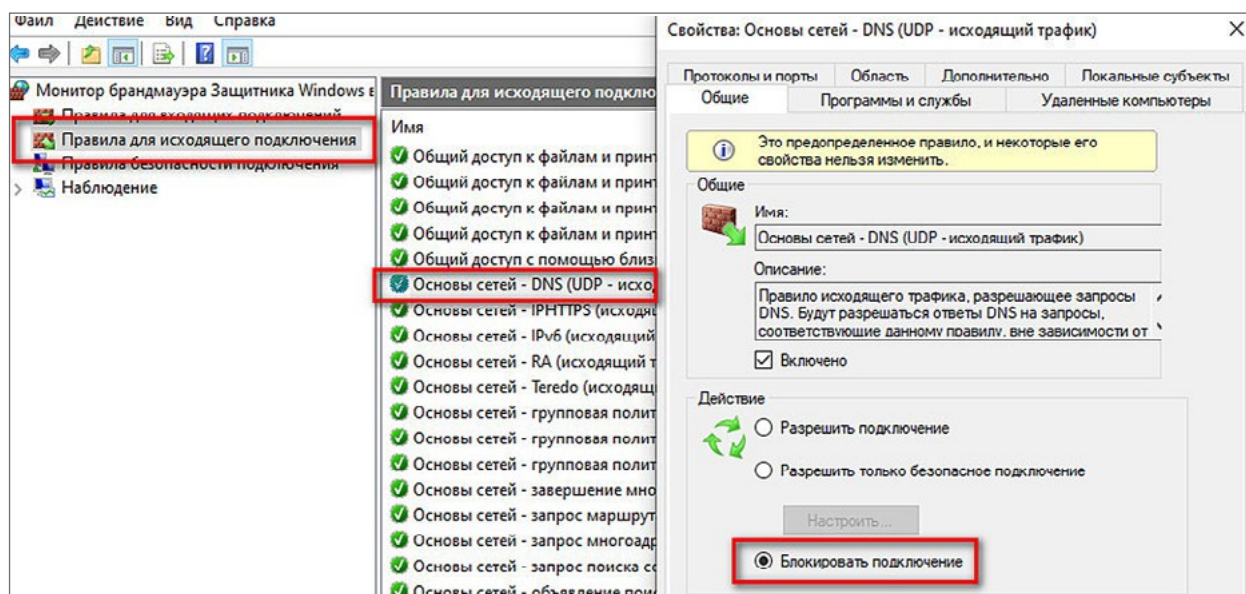 Файл Действие Вид Справка
Монитор брандмауэра Защитника Windows в
Правила для входящих подключений
Правила для исходящего подключения
Правила безопасности подключения
Наблюдение
Правила для исходящего подклю
Имя
Общий доступ к файлам и принт
Общий доступ к файлам и принт
Общий доступ к файлам и принт
Общий доступ к файлам и принт
Общий доступ с помощью близ
Основы сетей - DNS (UDP - исхо
Основы сетей - IPHTTPS (исходящ
Основы сетей - IPv6 (исходящий
Основы сетей - RA (исходящий т
Основы сетей - Teredo (исходящ
Основы сетей - групповая полит
Основы сетей - групповая полит
Основы сетей - групповая полит
Основы сетей - завершение мно
Основы сетей - запрос маршрут
Основы сетей - запрос многоадр
Основы сетей - запрос поиска со
Основы сетей - объявление поис
Свойства: Основы сетей - DNS (UDP - исходящий трафик)
Протоколы и порты Область Дополнительно Локальные субъекты
Общие Программы и службы Удаленные компьютеры
Это предопределенное правило, и некоторые его
свойства нельзя изменить.
Общие
Имя:
Основы сетей - DNS (UDP - исходящий трафик)
Описание:
Правило исходящего трафика, разрешающее запросы
DNS. Будут разрешаться ответы DNS на запросы,
соответствующие данному правилу, вне зависимости от
Включено
Действие
Разрешить подключение
Разрешить только безопасное подключение
Настроить...
Блокировать подключение